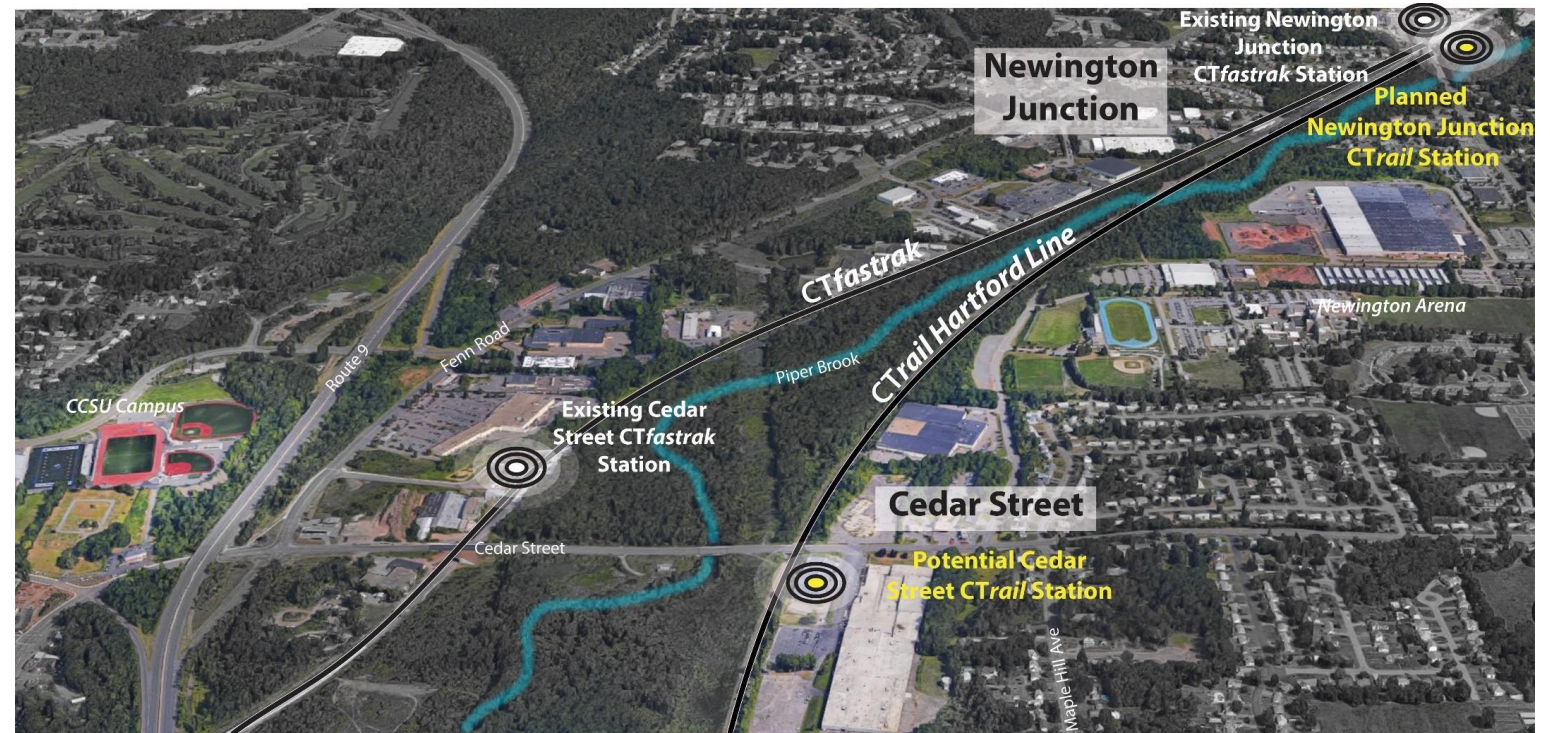 Existing Newington
Junction
CTfastrak Station
Newington
Junction
Planned
Newington Junction
CTrail Station
CTfastrak
CTrail Hartford Line
Newington Arena
Piper Brook
Route 9
Fenn Road
CCSU Campus
Existing Cedar
Street CTfastrak
Station
Cedar Street
Cedar Street
Potential Cedar
Street CTrail Station
Maple Hill Ave